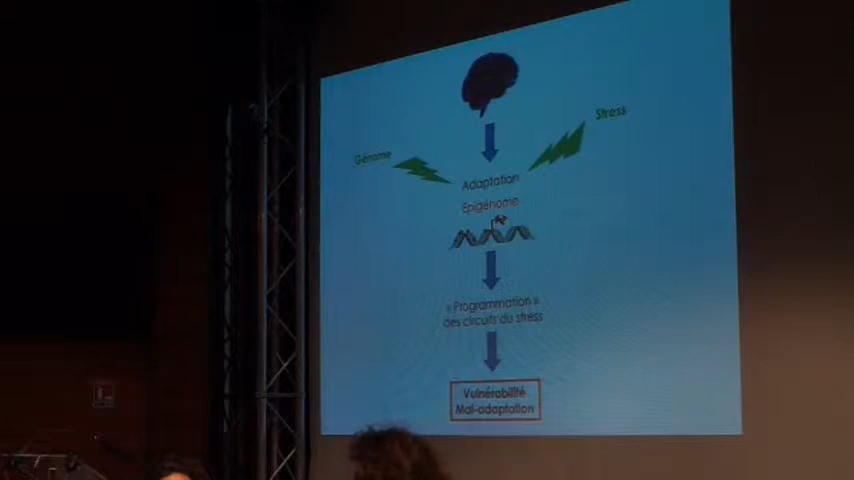 Stress
Génome
Adaptation
Epigénome
« Programmation »
des circuits du stress
Vulnérabilité
Mal-adaptation